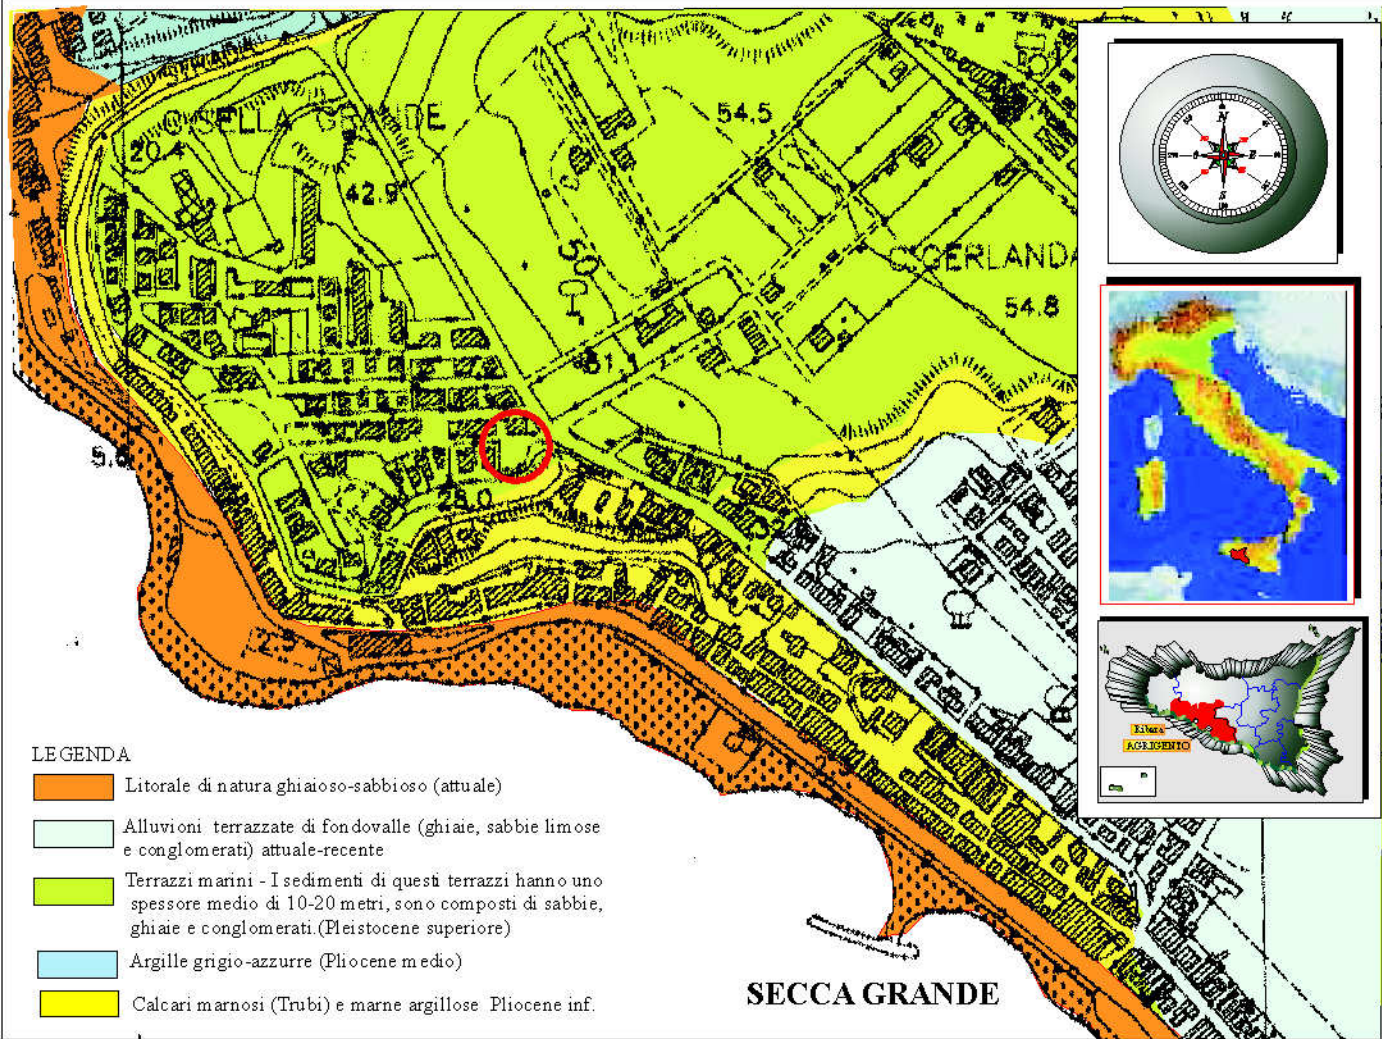 GISELLA GRANDE
54.5
20.4
42.9
50
GERLANDA
54.8
61
5.6
25.0
2.9
LEGENDA
Litorale di natura ghiaioso-sabbioso (attuale)
Alluvioni terrazzate di fondovalle (ghiaie, sabbie limose
e conglomerati) attuale-recente
Terrazzi marini - I sedimenti di questi terrazzi hanno uno
spessore medio di 10-20 metri, sono composti di sabbie,
ghiaie e conglomerati.(Pleistocene superiore)
Argille grigio-azzurre (Pliocene medio)
Calcari marnosi (Trubi) e marne argillose Pliocene inf.
SECCA GRANDE
N
E
S
Ribera
AGRIGENTO